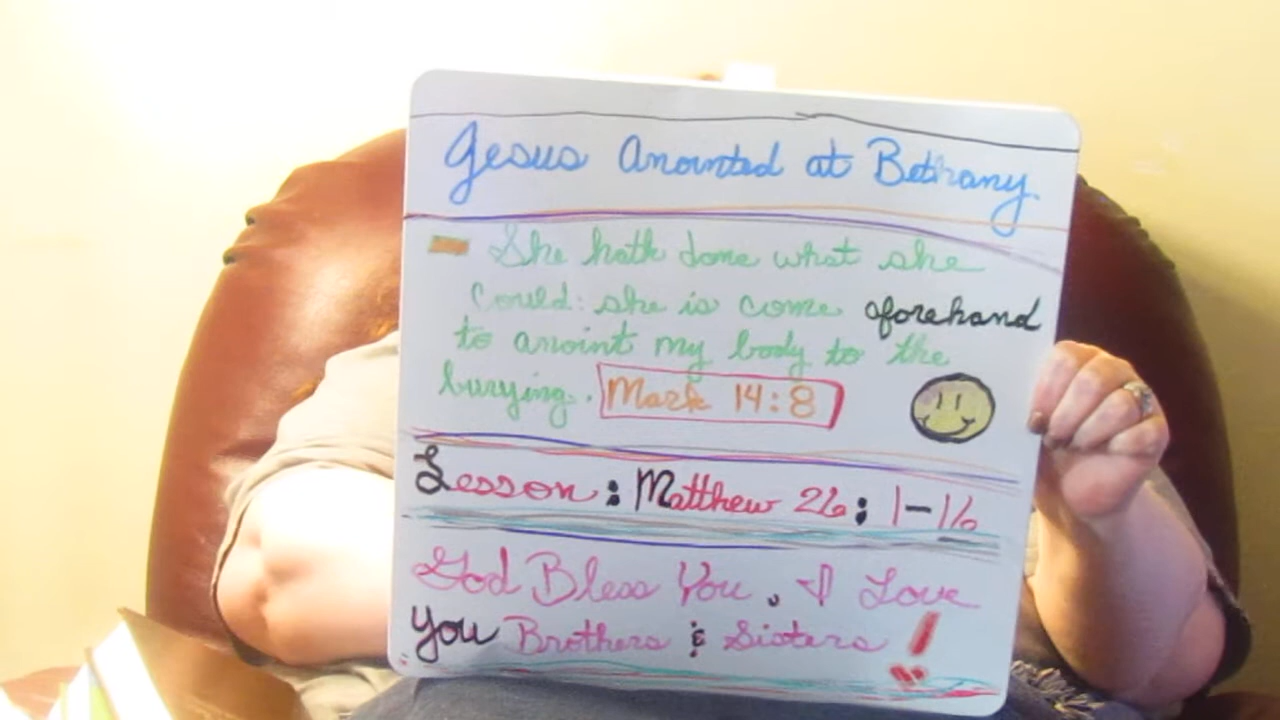 Jesus Anointed at Bethany
She hath done what she
could: she is come aforehand
to anoint my body to the
burying. Mark 14:8
Lesson: Matthew 26: 1-16
God Bless You. I Love
You Brothers & Sisters!